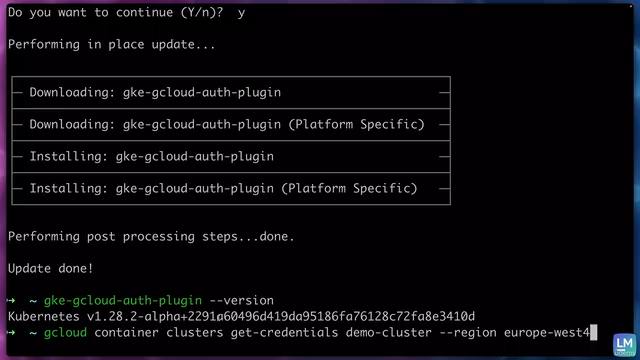 Do you want to continue (Y/n)?  y
Performing in place update...
Downloading: gke-gcloud-auth-plugin
Downloading: gke-gcloud-auth-plugin (Platform Specific)
Installing: gke-gcloud-auth-plugin
Installing: gke-gcloud-auth-plugin (Platform Specific)
Performing post processing steps...done.
Update done!
→ ~ gke-gcloud-auth-plugin --version
Kubernetes v1.28.2-alpha+2291a60496d419da95186fa76128c72fa8e3410d
→ ~ gcloud container clusters get-credentials demo-cluster --region europe-west4
LM